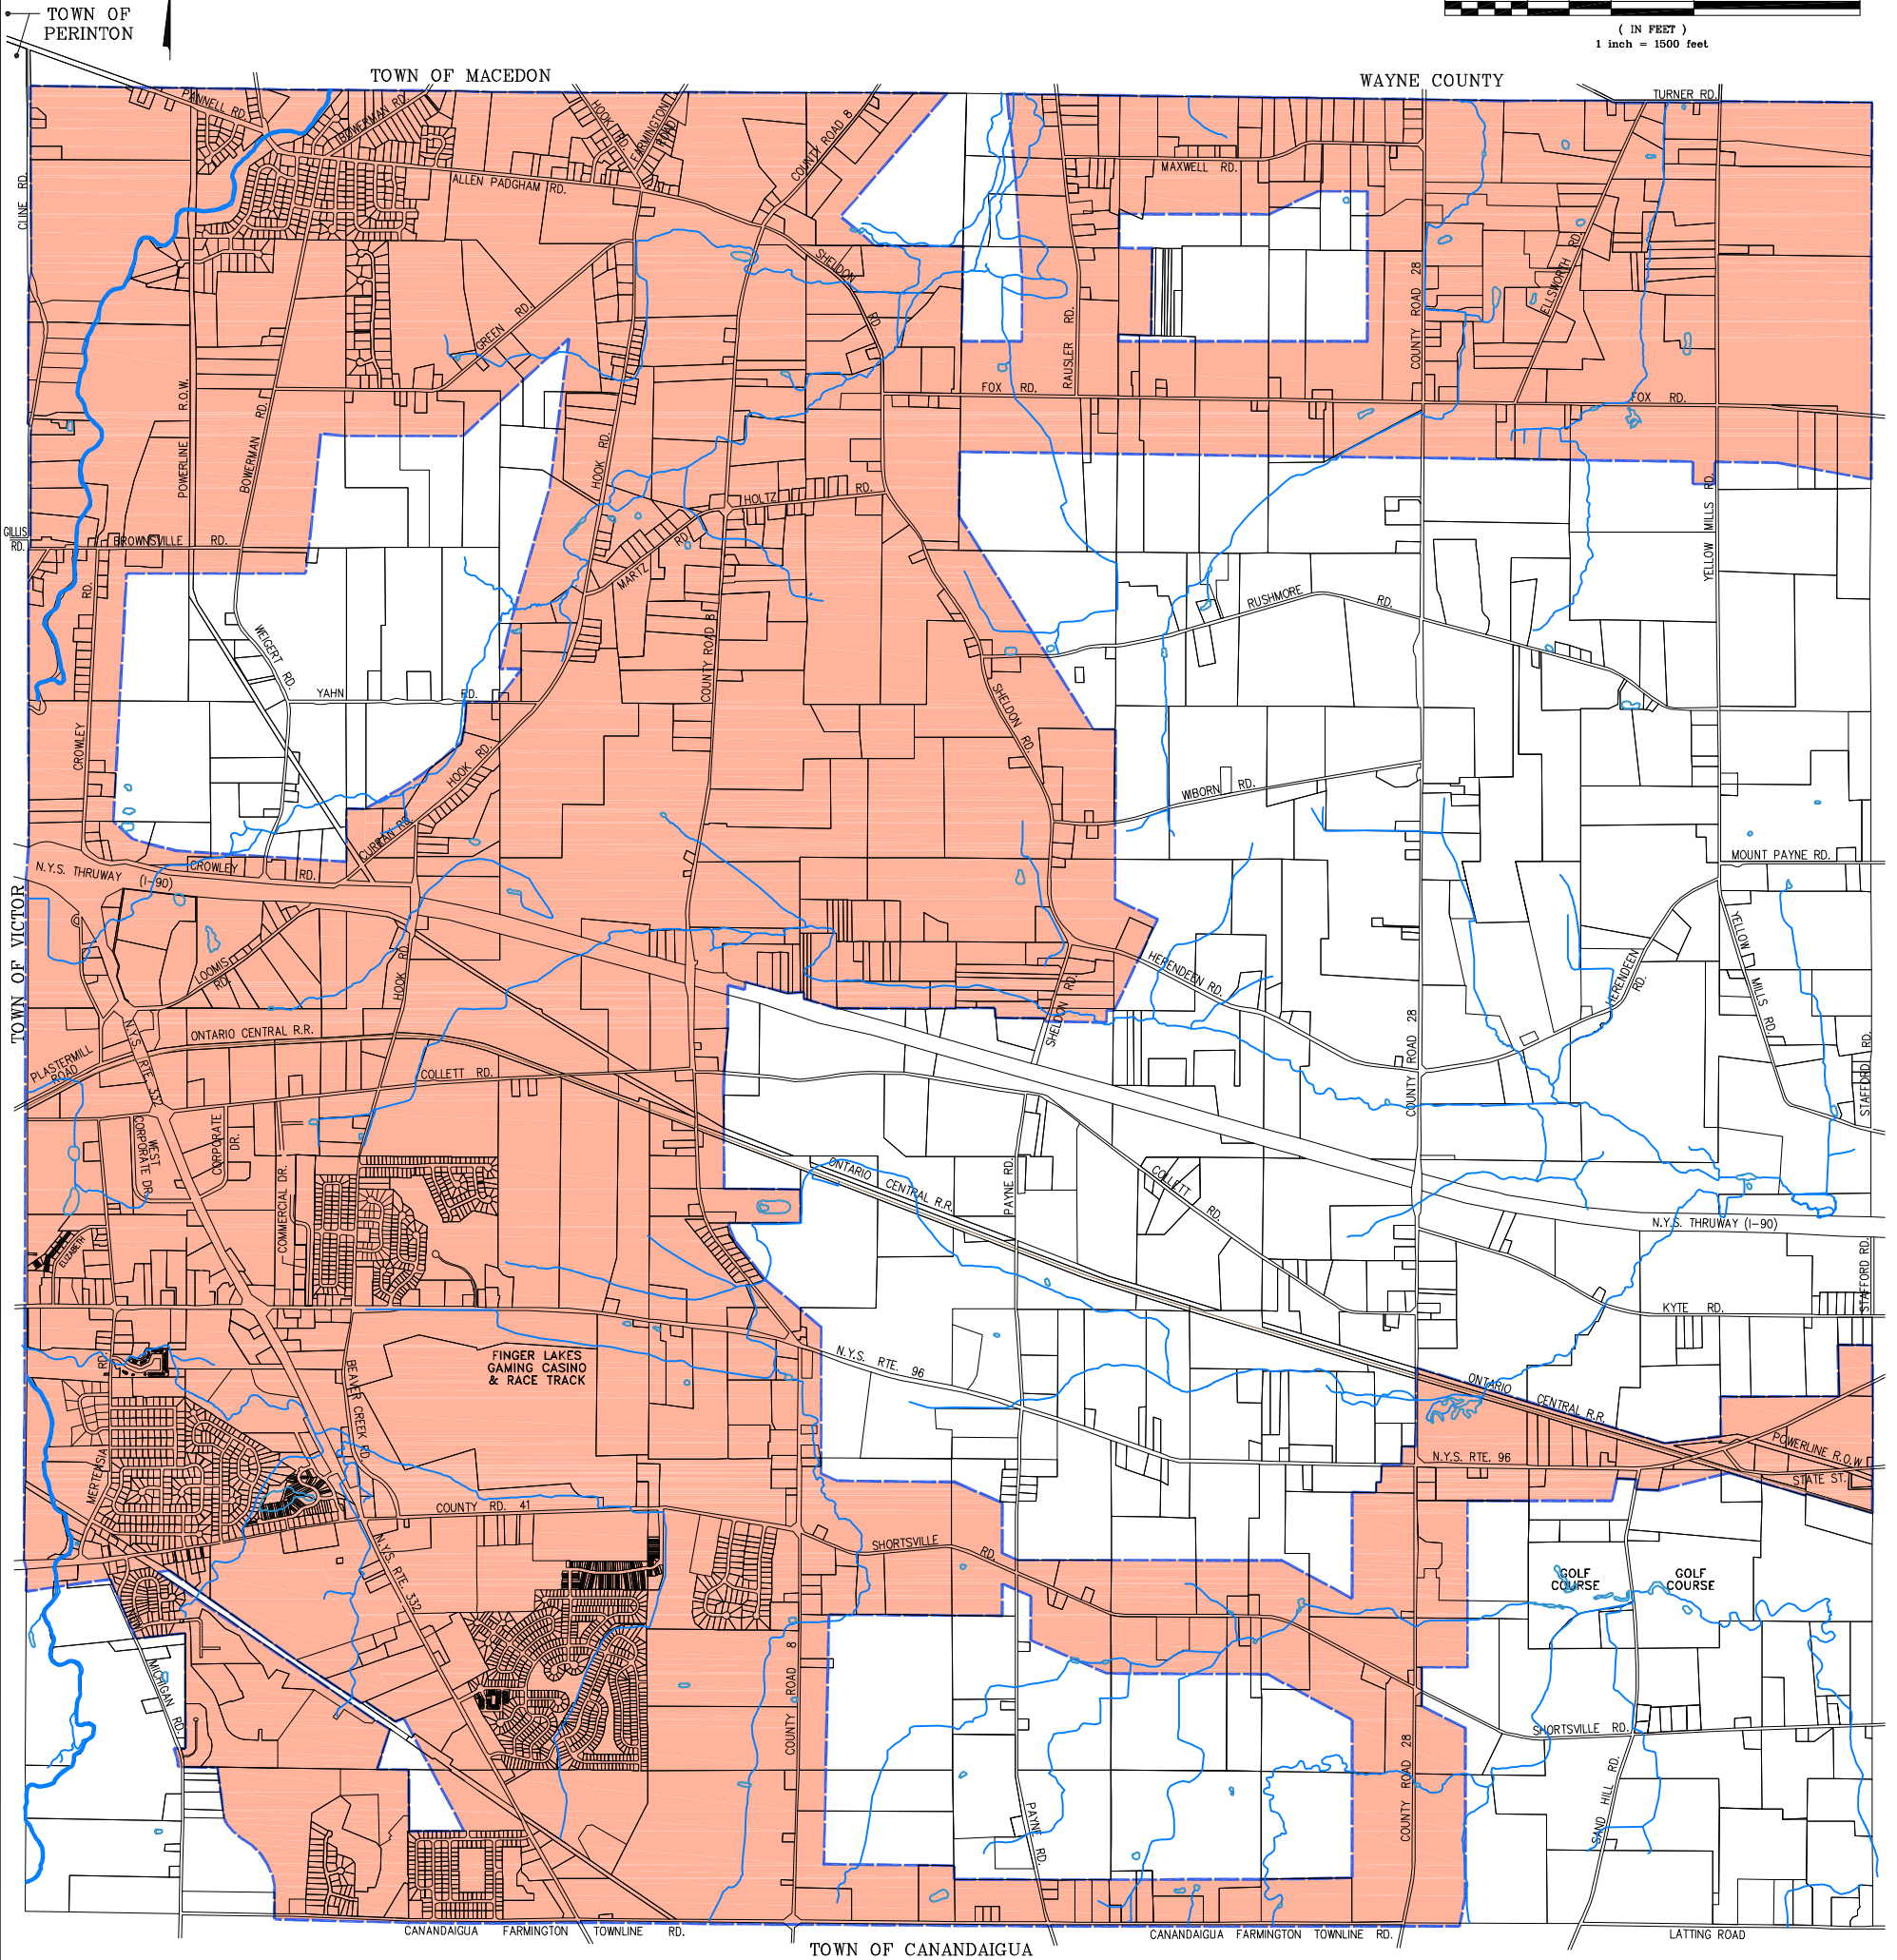 TOWN OF
PERINTON
( IN FEET )
1 inch = 1500 feet
TOWN OF MACEDON
WAYNE COUNTY
TURNER RD.
PANNELL RD.
BOWERMAN RD.
HOOK RD.
FARMINGTON
ROAD
COUNTY ROAD 8
CLINE RD.
ALLEN PADGHAM RD.
MAXWELL RD.
SHELDON
RD.
GREEN RD.
ELLSWORTH RD.
COUNTY ROAD 28
RAUSLER RD.
FOX RD.
FOX RD.
POWERLINE R.O.W.
BOWERMAN RD.
HOOK RD.
HOLTZ RD.
YELLOW MILLS RD.
GILLIS
RD.
BROWNSVILLE RD.
MARTZ RD.
RUSHMORE RD.
CROWLEY RD.
WEIGERT RD.
YAHN RD.
COUNTY ROAD 8
SHELDON RD.
HOOK RD.
WIBORN RD.
CURRAN RD.
MOUNT PAYNE RD.
N.Y.S. THRUWAY (I-90)
CROWLEY RD.
TOWN OF VICTOR
LOOMIS
RD.
HOOK RD.
HERENDEEN RD.
SHELDON RD.
HERENDEEN
RD.
YELLOW MILLS RD.
COUNTY ROAD 28
STAFFORD RD.
N.Y.S. RTE. 332
ONTARIO CENTRAL R.R.
PLASTERMILL
ROAD
COLLETT RD.
WEST
CORPORATE DR.
CORPORATE
DR.
COMMERCIAL DR.
ONTARIO CENTRAL R.R.
PAYNE RD.
COLLETT RD.
N.Y.S. THRUWAY (I-90)
STAFFORD RD.
ELIZABETH
KYTE RD.
FINGER LAKES
GAMING CASINO
& RACE TRACK
N.Y.S. RTE. 96
BEAVER CREEK RD.
ONTARIO CENTRAL R.R.
MERTENSIA RD.
N.Y.S. RTE. 96
POWERLINE R.O.W.
STATE ST.
COUNTY RD. 41
N.Y.S. RTE. 332
SHORTSVILLE RD.
GOLF
COURSE
GOLF
COURSE
MICHIGAN RD.
COUNTY ROAD 8
SHORTSVILLE RD.
COUNTY ROAD 28
SAND HILL RD.
PAYNE RD.
CANANDAIGUA FARMINGTON TOWNLINE RD.
CANANDAIGUA FARMINGTON TOWNLINE RD.
LATTING ROAD
TOWN OF CANANDAIGUA